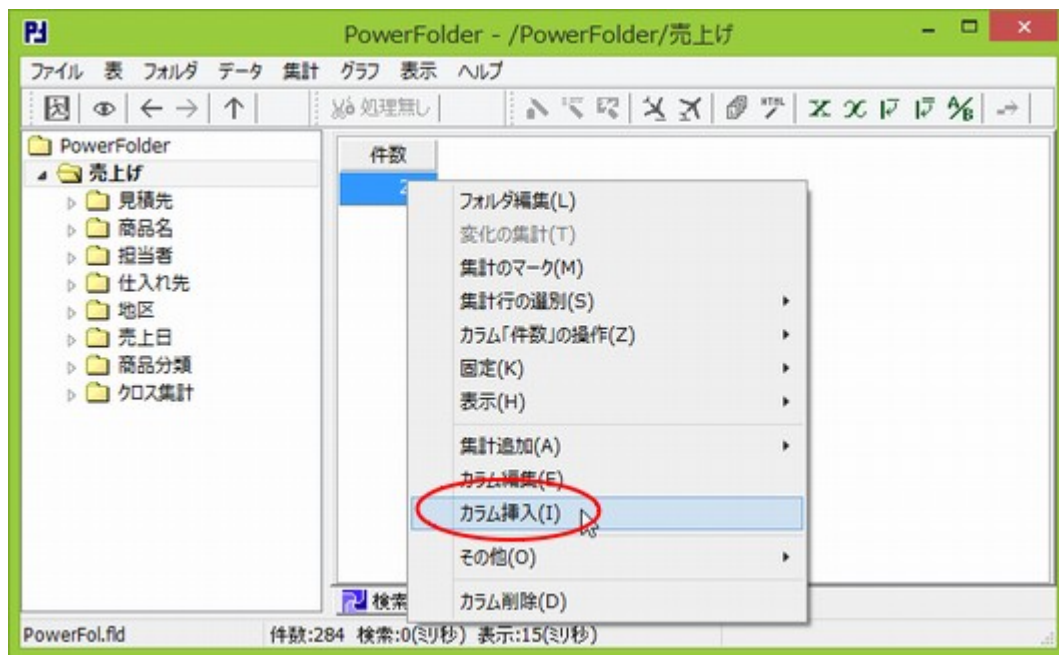 PowerFolder - /PowerFolder/売上げ
ファイル 表 フォルダ データ 集計 グラフ 表示 ヘルプ
処理無し
HTML
A/B
PowerFolder
売上げ
見積先
商品名
担当者
仕入れ先
地区
売上日
商品分類
クロス集計
件数
2
フォルダ編集(L)
変化の集計(T)
集計のマーク(M)
集計行の選別(S)
カラム「件数」の操作(Z)
固定(K)
表示(H)
集計追加(A)
カラム編集(E)
カラム挿入(I)
その他(O)
カラム削除(D)
検索
PowerFol.fld 件数:284 検索:0(ミリ秒) 表示:15(ミリ秒)